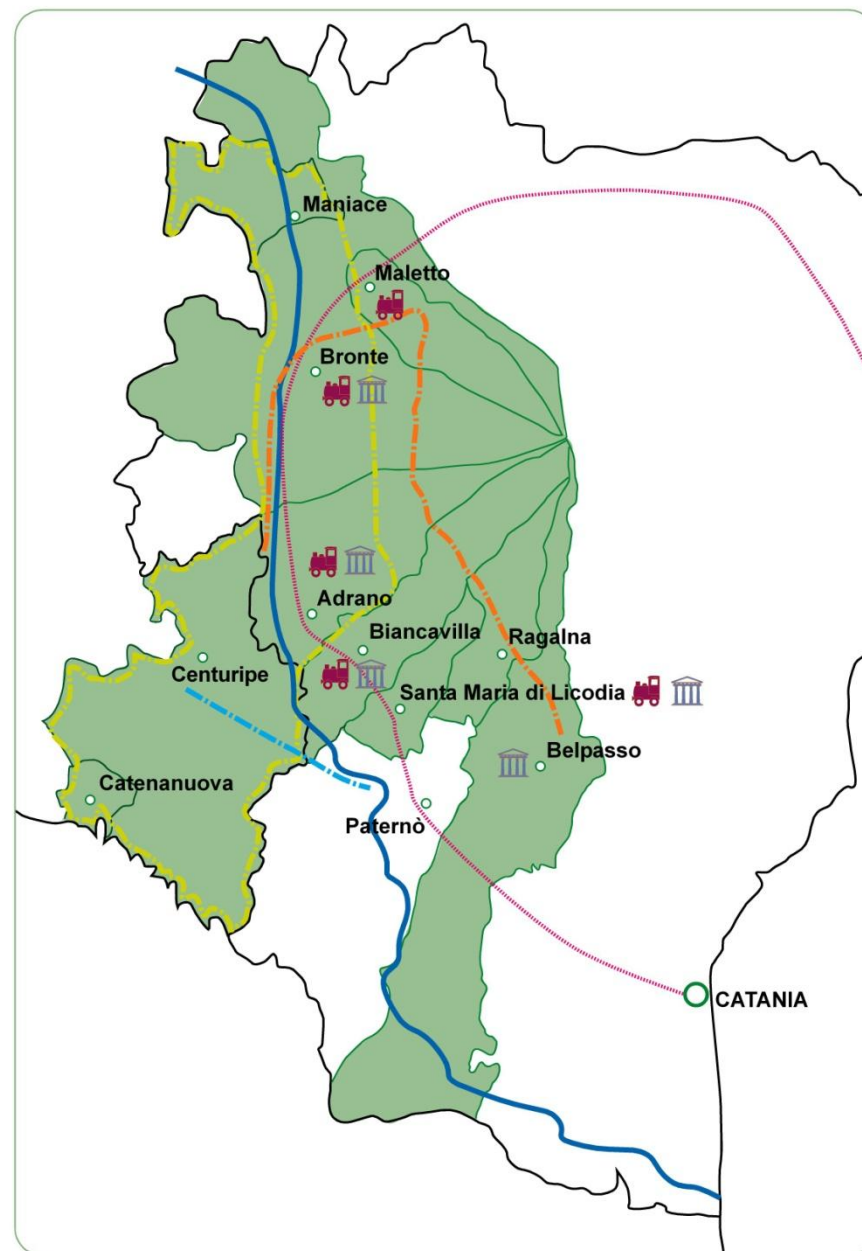 Maniace
Maletto
Bronte
Adrano
Biancavilla
Ragalna
Centuripe
Santa Maria di Licodia
Belpasso
Catenanuova
Paternò
CATANIA